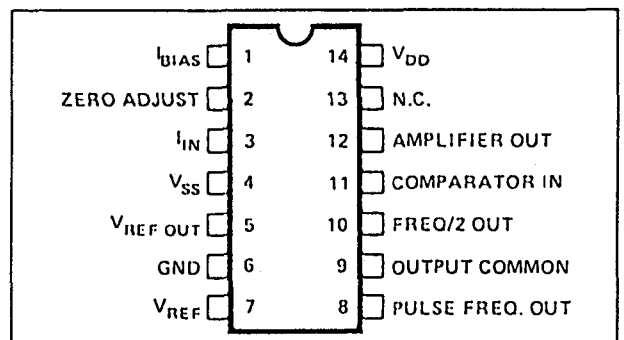 I_BIAS 1 14 V_DD
ZERO ADJUST 2 13 N.C.
I_IN 3 12 AMPLIFIER OUT
V_SS 4 11 COMPARATOR IN
V_REF OUT 5 10 FREQ/2 OUT
GND 6 9 OUTPUT COMMON
V_REF 7 8 PULSE FREQ. OUT